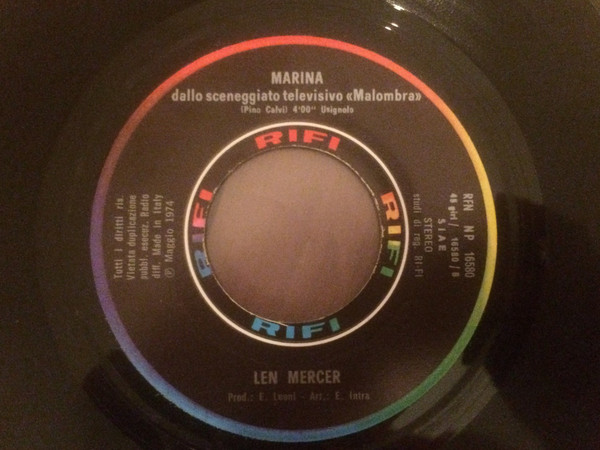 MARINA
dallo sceneggiato televisivo «Malombra»
(Pino Calvi) 4'00" Usignolo
RIFI
RIFI
RIFI
RIFI
Tutti i diritti ris.
Vietata duplicazione
pubbl. esecuz. Radio
diff. Made in Italy
℗ Maggio 1974
RFN NP 16580
45 giri / 16580 / B
SIAE
STEREO
studi di reg. RI-FI
LEN MERCER
Prod.: E. Leoni - Arr.: E. Intra